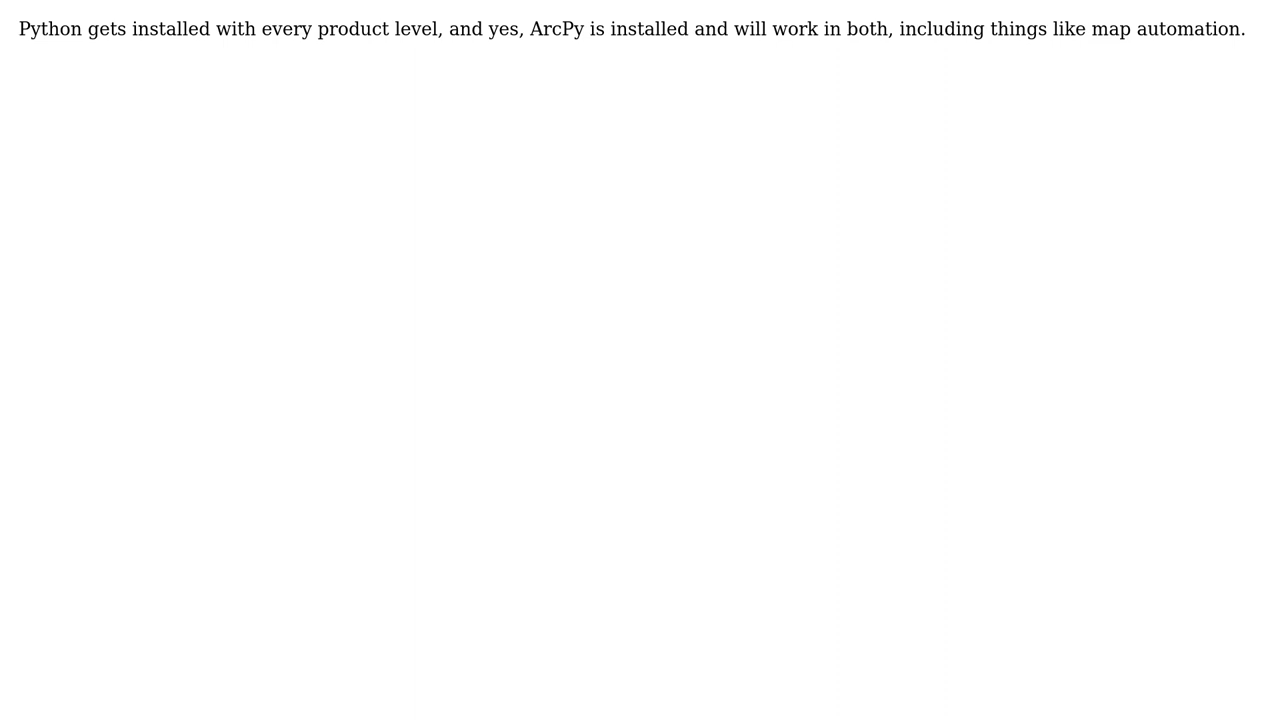 Python gets installed with every product level, and yes, ArcPy is installed and will work in both, including things like map automation.